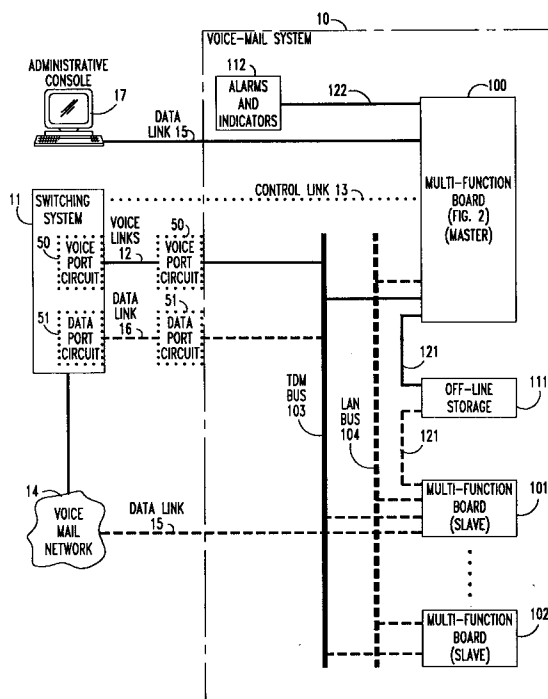 10
VOICE-MAIL SYSTEM
ADMINISTRATIVE
CONSOLE
17
112
ALARMS
AND
INDICATORS
122
100
DATA
LINK 15
CONTROL LINK 13
MULTI-FUNCTION
BOARD
(FIG. 2)
(MASTER)
11
SWITCHING
SYSTEM
50
VOICE
PORT
CIRCUIT
VOICE
LINKS
12
50
VOICE
PORT
CIRCUIT
51
DATA
PORT
CIRCUIT
DATA
LINK
16
51
DATA
PORT
CIRCUIT
TDM
BUS
103
LAN
BUS
104
121
OFF-LINE
STORAGE
111
121
14
VOICE
MAIL
NETWORK
DATA LINK
15
MULTI-FUNCTION
BOARD
(SLAVE)
101
MULTI-FUNCTION
BOARD
(SLAVE)
102